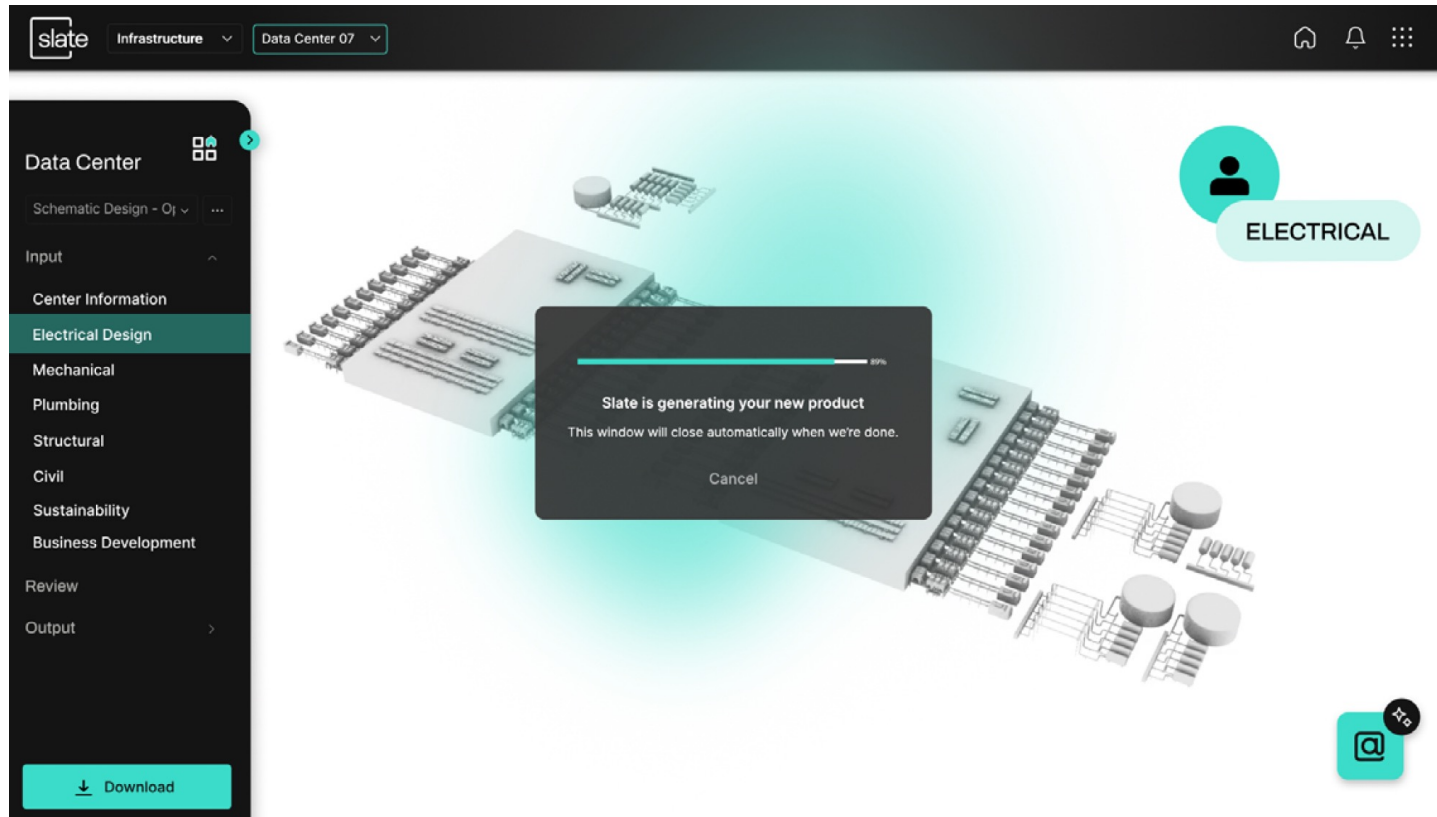 slate
Infrastructure
Data Center 07
Data Center
Schematic Design - Op
...
Input
Center Information
Electrical Design
Mechanical
Plumbing
Structural
Civil
Sustainability
Business Development
Review
Output
Download
ELECTRICAL
89%
Slate is generating your new product
This window will close automatically when we're done.
Cancel
@